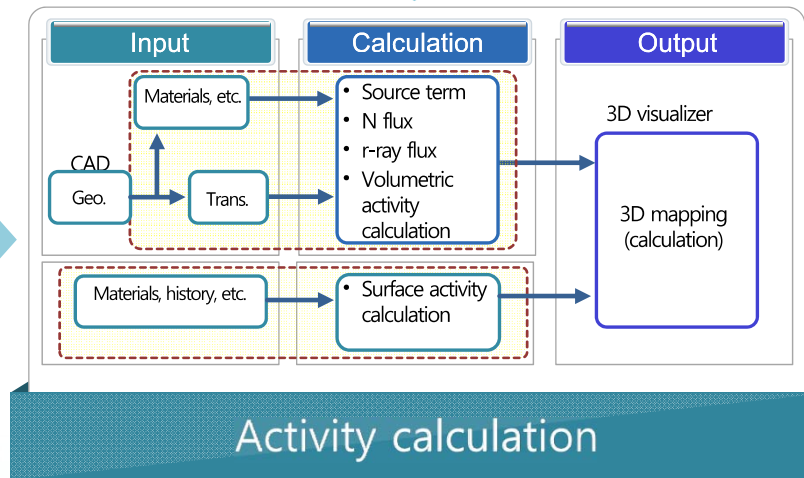 Input
Calculation
Output
Materials, etc.
CAD
Geo.
Trans.
• Source term
• N flux
• r-ray flux
• Volumetric
activity
calculation
3D visualizer
3D mapping
(calculation)
Materials, history, etc.
• Surface activity
calculation
Activity calculation